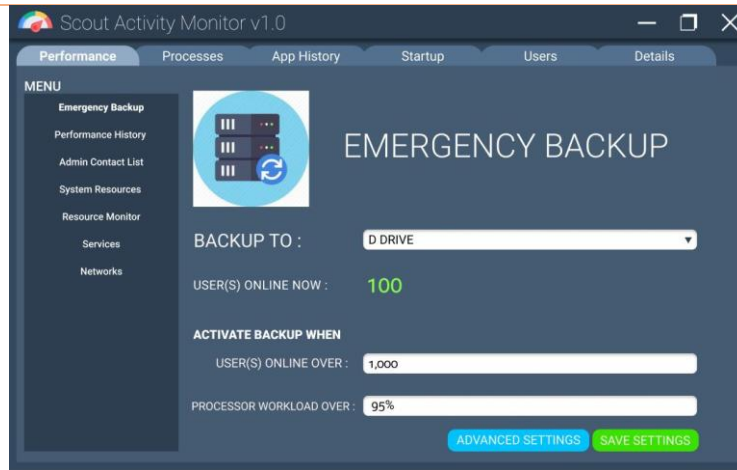 Scout Activity Monitor v1.0
Performance Processes App History Startup Users Details
MENU
Emergency Backup
Performance History
Admin Contact List
System Resources
Resource Monitor
Services
Networks
EMERGENCY BACKUP
BACKUP TO : D DRIVE
USER(S) ONLINE NOW : 100
ACTIVATE BACKUP WHEN
USER(S) ONLINE OVER : 1,000
PROCESSOR WORKLOAD OVER : 95%
ADVANCED SETTINGS SAVE SETTINGS